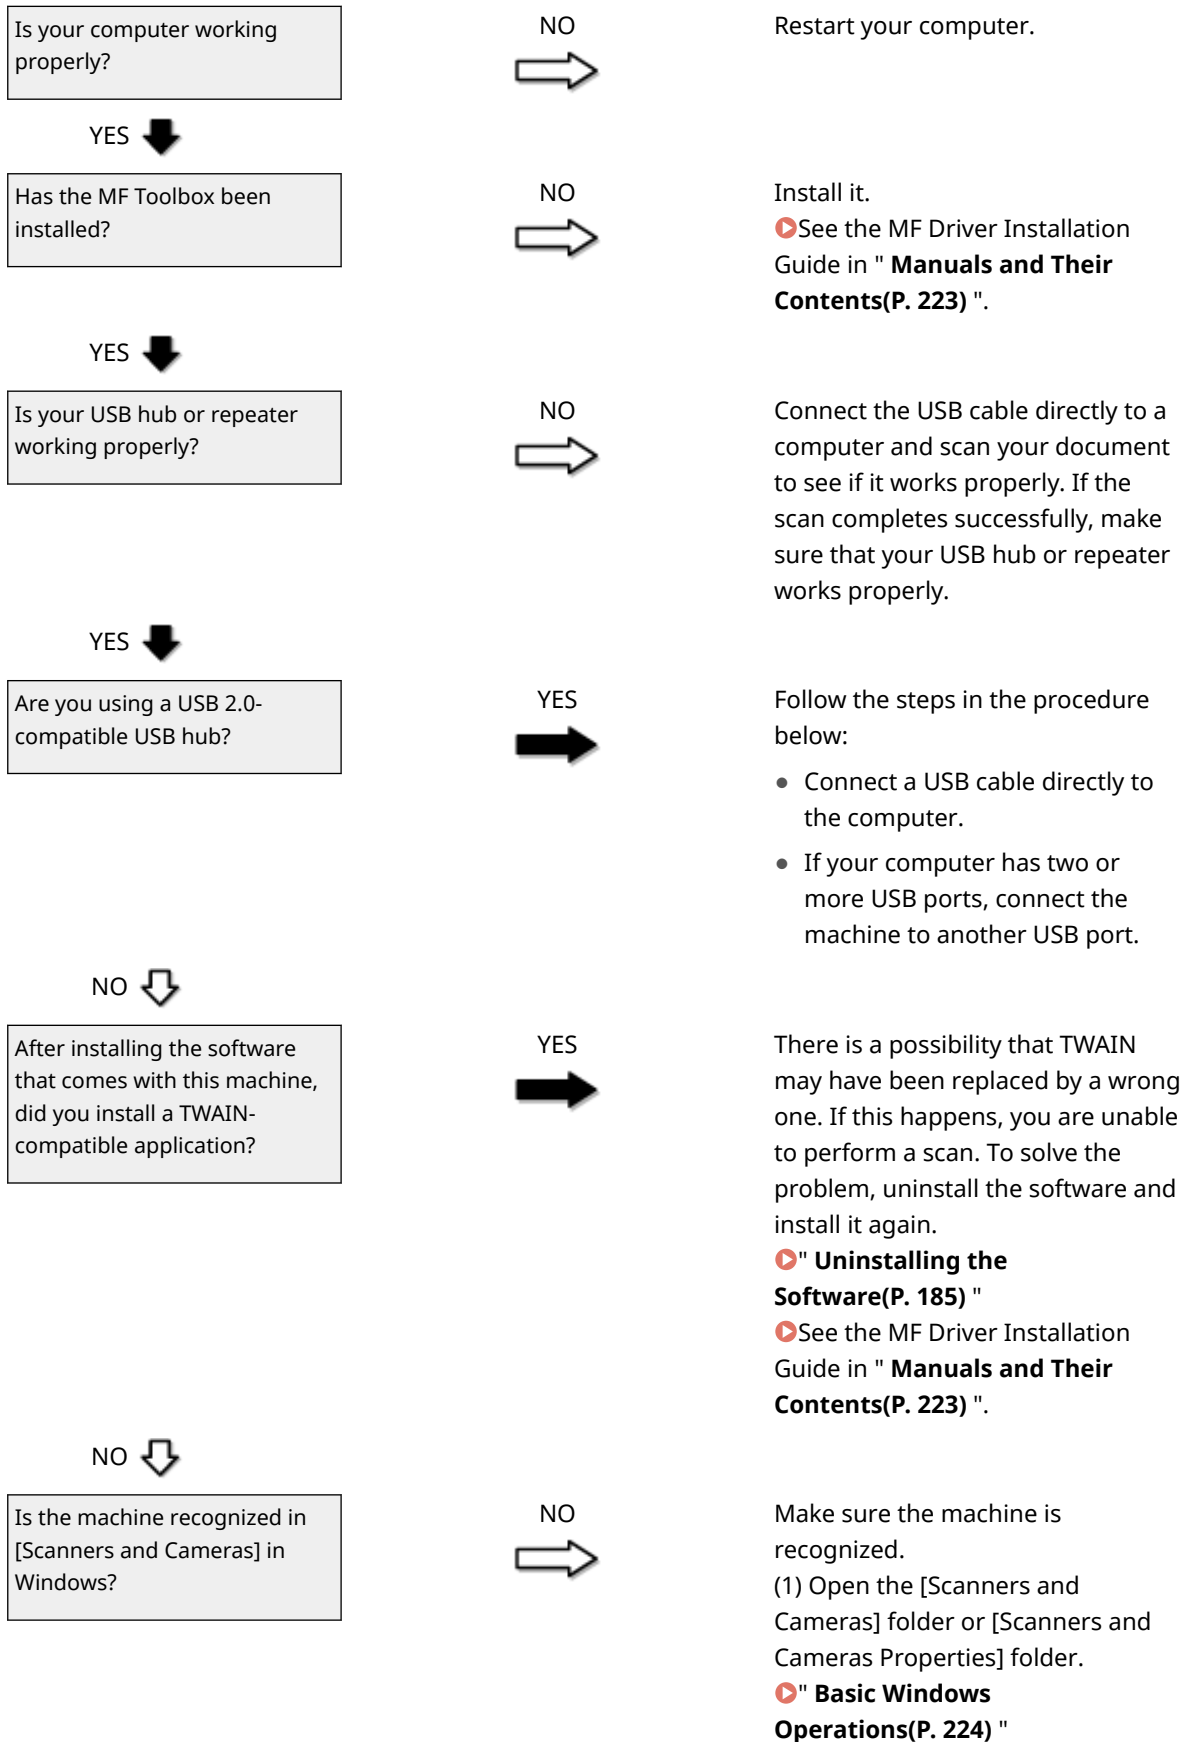 Is your computer working
properly?
NO
Restart your computer.
YES
Has the MF Toolbox been
installed?
NO
Install it.
See the MF Driver Installation
Guide in " Manuals and Their
Contents(P. 223) ".
YES
Is your USB hub or repeater
working properly?
NO
Connect the USB cable directly to a
computer and scan your document
to see if it works properly. If the
scan completes successfully, make
sure that your USB hub or repeater
works properly.
YES
Are you using a USB 2.0-
compatible USB hub?
YES
Follow the steps in the procedure
below:
● Connect a USB cable directly to
the computer.
● If your computer has two or
more USB ports, connect the
machine to another USB port.
NO
After installing the software
that comes with this machine,
did you install a TWAIN-
compatible application?
YES
There is a possibility that TWAIN
may have been replaced by a wrong
one. If this happens, you are unable
to perform a scan. To solve the
problem, uninstall the software and
install it again.
" Uninstalling the
Software(P. 185) "
See the MF Driver Installation
Guide in " Manuals and Their
Contents(P. 223) ".
NO
Is the machine recognized in
[Scanners and Cameras] in
Windows?
NO
Make sure the machine is
recognized.
(1) Open the [Scanners and
Cameras] folder or [Scanners and
Cameras Properties] folder.
" Basic Windows
Operations(P. 224) "